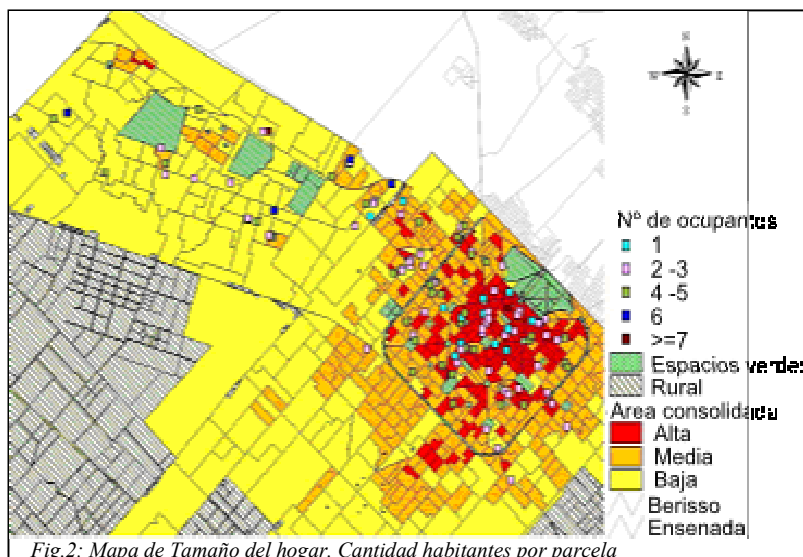 N
W E
S
Nº de ocupantes
1
2 -3
4 -5
6
>=7
Espacios verdes
Rural
Area consolidada
Alta
Media
Baja
Berisso
Ensenada
Fig.2: Mapa de Tamaño del hogar. Cantidad habitantes por parcela